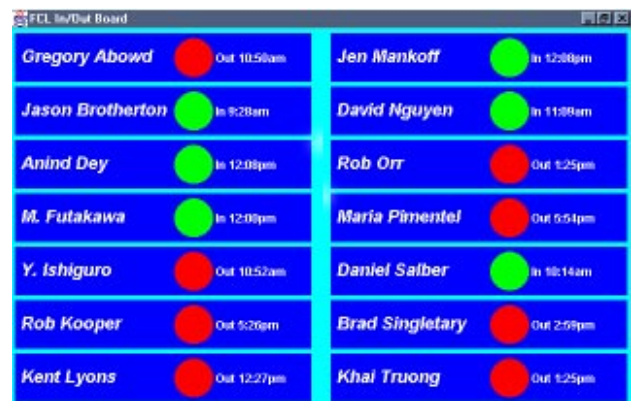 FCL In/Out Board
Gregory Abowd Out 10:50am
Jen Mankoff In 12:08pm
Jason Brotherton In 9:28am
David Nguyen In 11:09am
Anind Dey In 12:08pm
Rob Orr Out 1:25pm
M. Futakawa In 12:00pm
Maria Pimentel Out 5:54pm
Y. Ishiguro Out 10:52am
Daniel Salber In 10:14am
Rob Kooper Out 5:26pm
Brad Singletary Out 2:59pm
Kent Lyons Out 12:27pm
Khai Truong Out 1:25pm